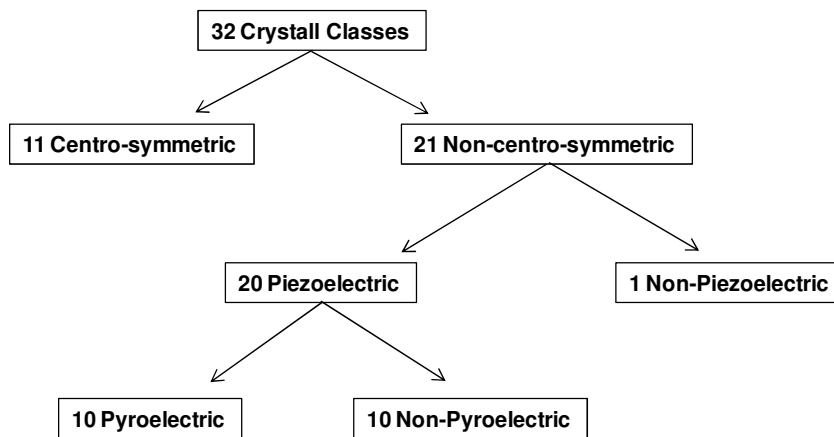 32 Crystall Classes
11 Centro-symmetric
21 Non-centro-symmetric
20 Piezoelectric
1 Non-Piezoelectric
10 Pyroelectric
10 Non-Pyroelectric